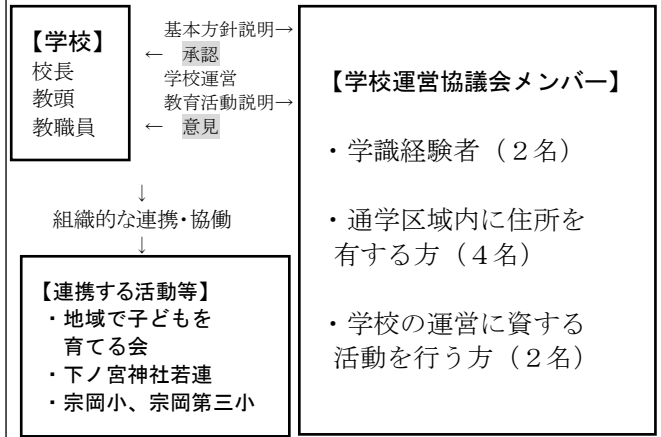 【学校】
校長
教頭
教職員
基本方針説明→
← 承認
学校運営
教育活動説明→
← 意見
↓
組織的な連携・協働
↓
【連携する活動等】
・地域で子どもを
育てる会
・下ノ宮神社若連
・宗岡小、宗岡第三小
【学校運営協議会メンバー】
・学識経験者（２名）
・通学区域内に住所を
有する方（４名）
・学校の運営に資する
活動を行う方（２名）